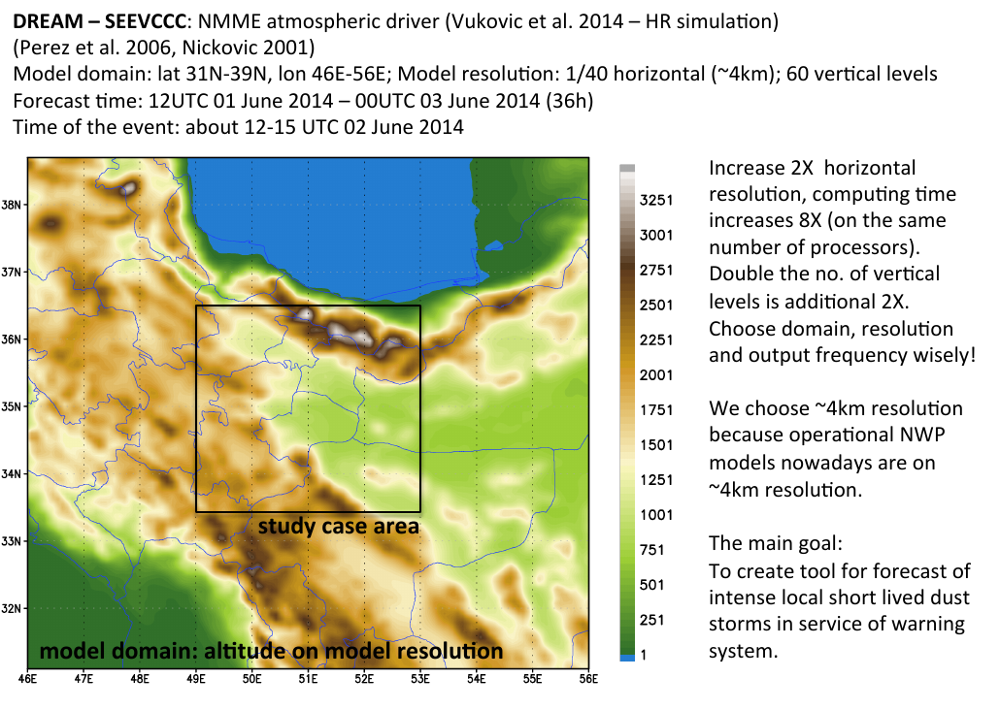 DREAM – SEEVCCC: NMME atmospheric driver (Vukovic et al. 2014 – HR simulation)
(Perez et al. 2006, Nickovic 2001)
Model domain: lat 31N-39N, lon 46E-56E; Model resolution: 1/40 horizontal (~4km); 60 vertical levels
Forecast time: 12UTC 01 June 2014 – 00UTC 03 June 2014 (36h)
Time of the event: about 12-15 UTC 02 June 2014
38N
37N
36N
35N
34N
33N
32N
study case area
model domain: altitude on model resolution
46E 47E 48E 49E 50E 51E 52E 53E 54E 55E 56E
3251
3001
2751
2501
2251
2001
1751
1501
1251
1001
751
501
251
1
Increase 2X horizontal
resolution, computing time
increases 8X (on the same
number of processors).
Double the no. of vertical
levels is additional 2X.
Choose domain, resolution
and output frequency wisely!
We choose ~4km resolution
because operational NWP
models nowadays are on
~4km resolution.
The main goal:
To create tool for forecast of
intense local short lived dust
storms in service of warning
system.